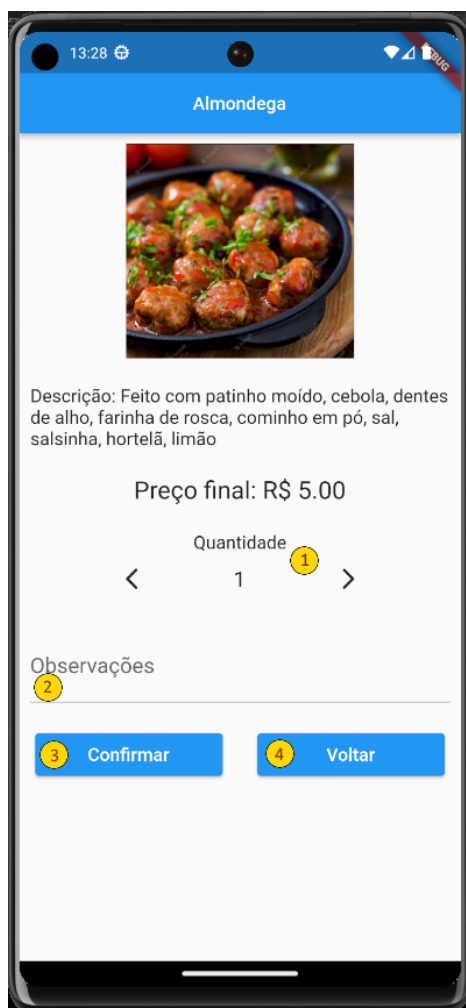 13:28
Almondega
Descrição: Feito com patinho moído, cebola, dentes
de alho, farinha de rosca, cominho em pó, sal,
salsinha, hortelã, limão
Preço final: R$ 5.00
Quantidade
1
1
Observações
2
3 Confirmar
4 Voltar